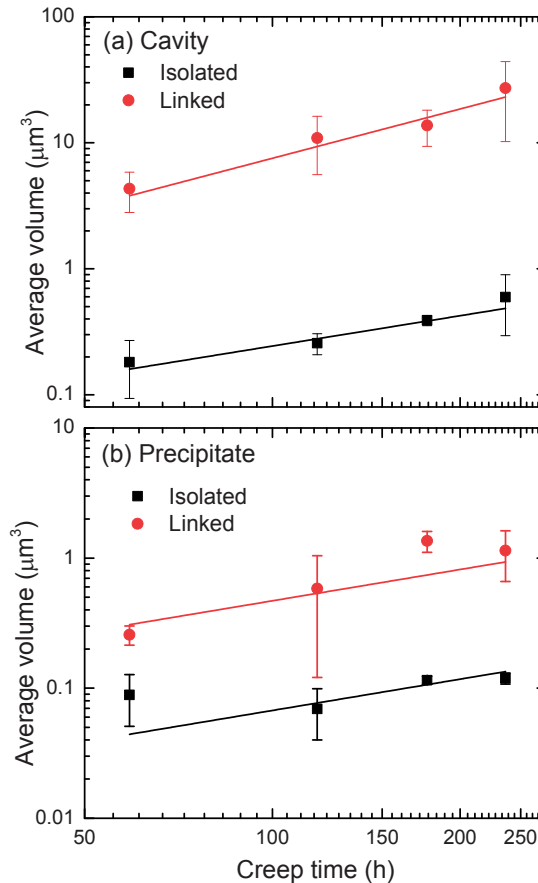 100
(a) Cavity
Isolated
Linked
10
1
0.1
Average volume (μm³)
10
(b) Precipitate
Isolated
Linked
1
0.1
0.01
Average volume (μm³)
50 100 150 200 250
Creep time (h)